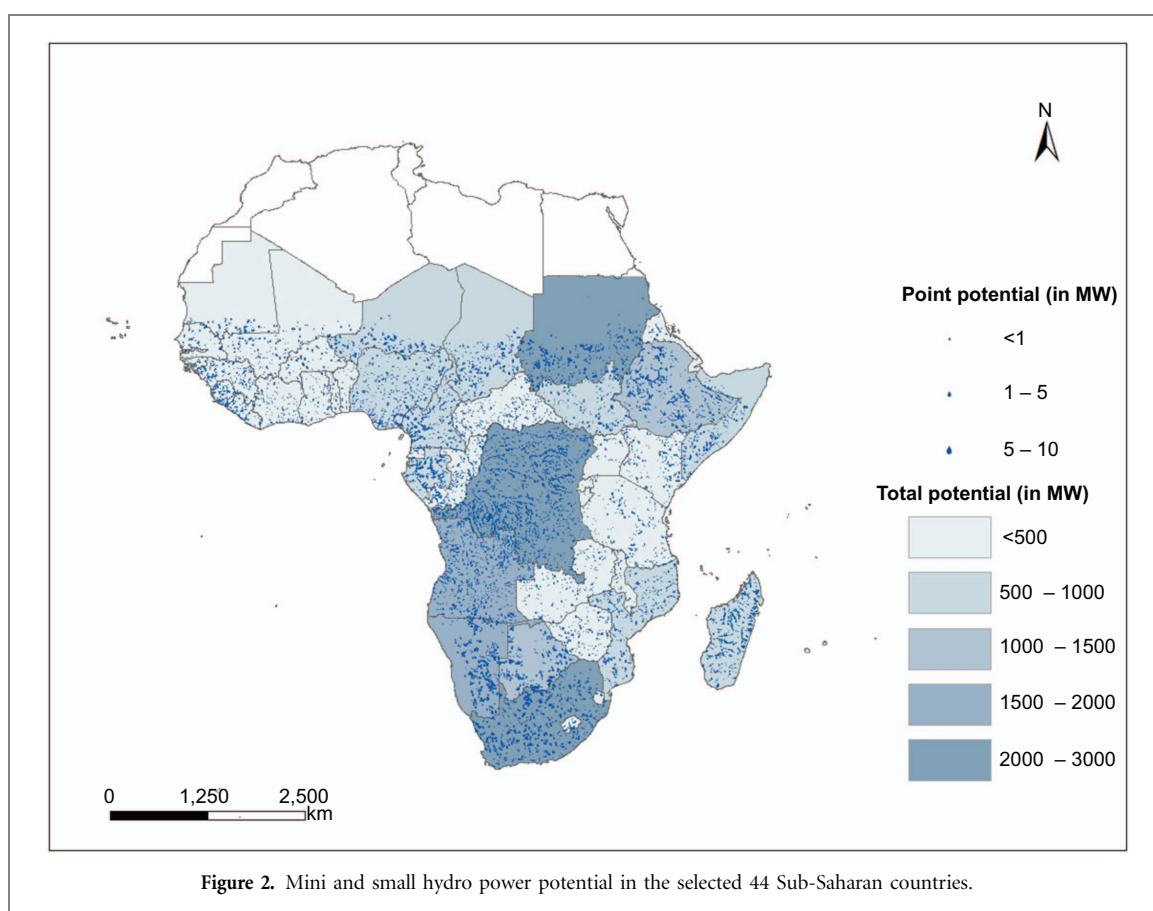 N
Point potential (in MW)
<1
1 – 5
5 – 10
Total potential (in MW)
<500
500 – 1000
1000 – 1500
1500 – 2000
2000 – 3000
0 1,250 2,500
km
Figure 2. Mini and small hydro power potential in the selected 44 Sub-Saharan countries.